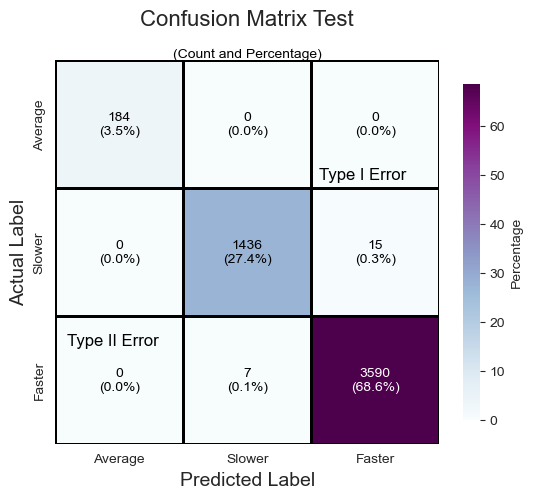 Confusion Matrix Test
(Count and Percentage)
Average
184
(3.5%)
0
(0.0%)
0
(0.0%)
Type I Error
Slower
0
(0.0%)
1436
(27.4%)
15
(0.3%)
Type II Error
Faster
0
(0.0%)
7
(0.1%)
3590
(68.6%)
Actual Label
Average
Slower
Faster
Predicted Label
60
50
40
30
20
10
0
Percentage